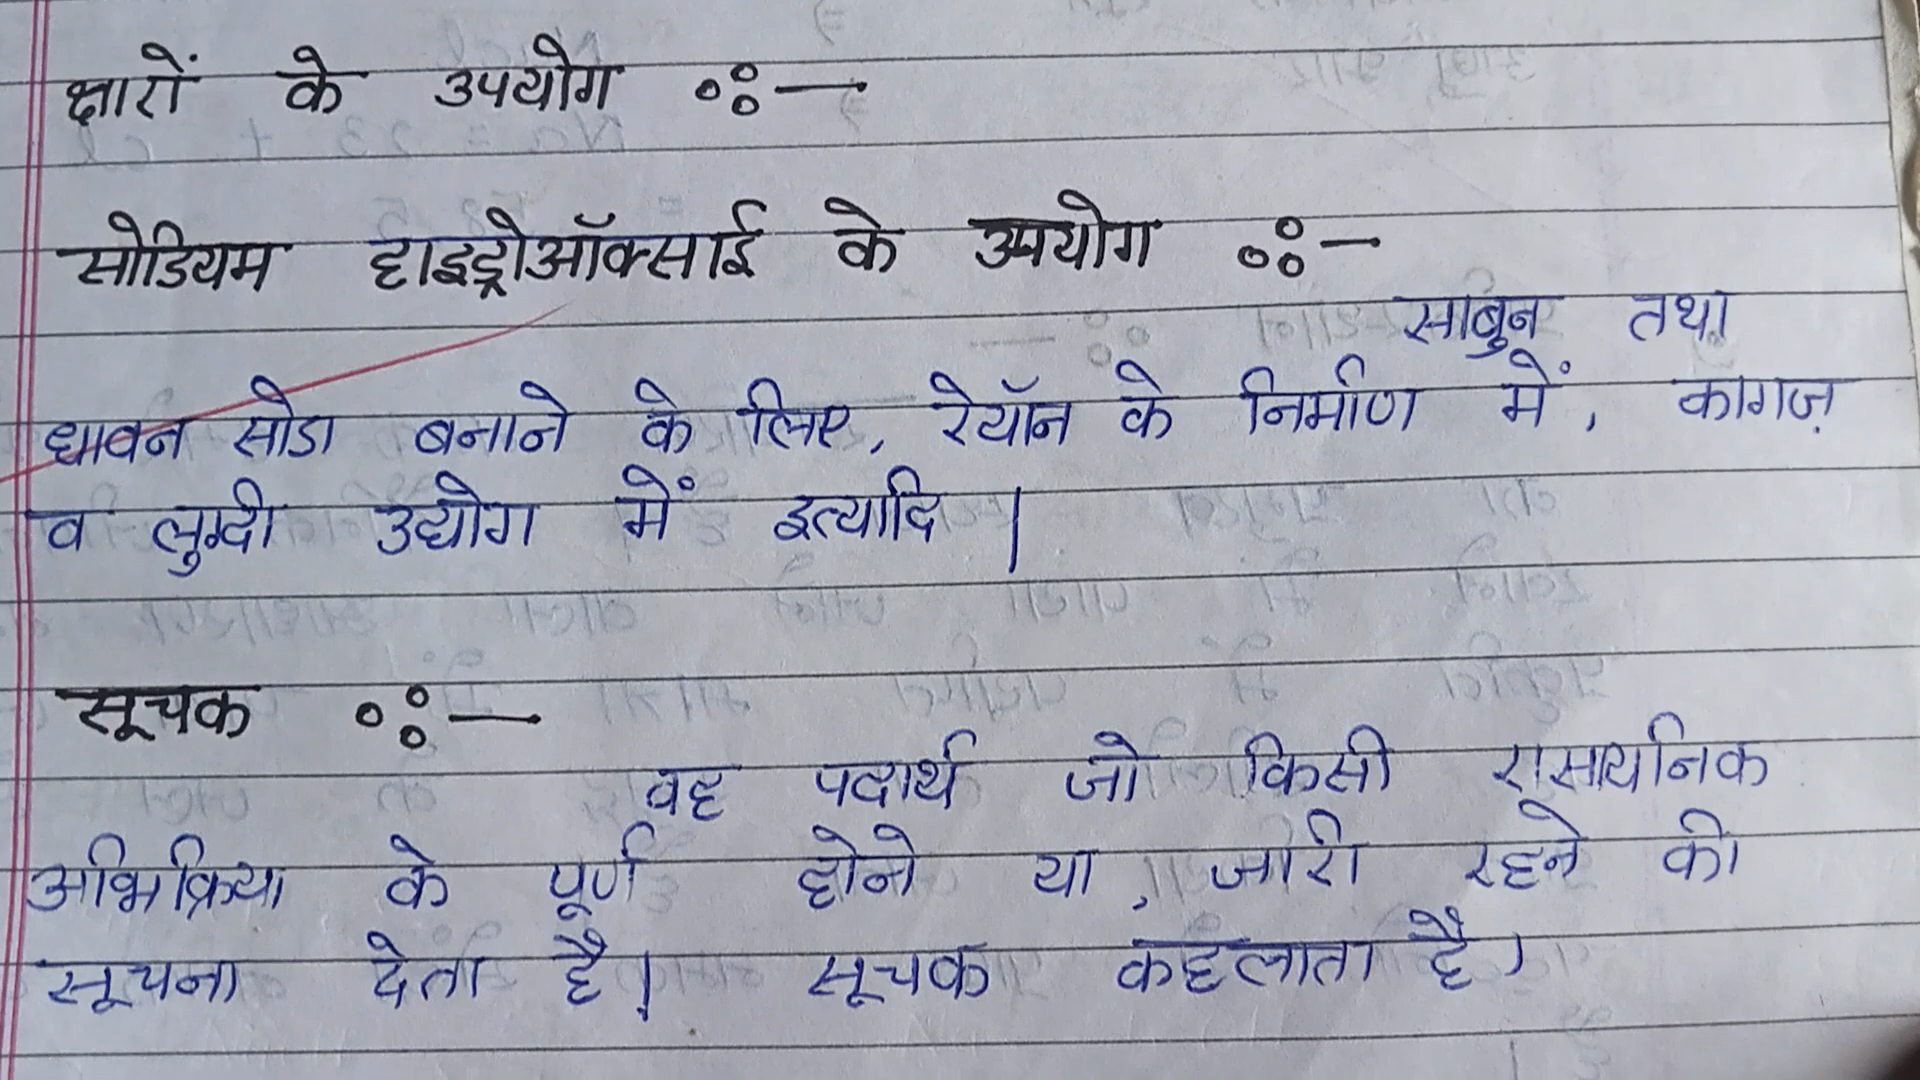 क्षारों के उपयोग :-
सोडियम हाइड्रोऑक्साई के उपयोग :-
साबुन तथा
धावन सोडा बनाने के लिए, रेयॉन के निर्माण में, कागज़
व लुग्दी उद्योग में इत्यादि |
सूचक :-
वह पदार्थ जो किसी रासायनिक
अभिक्रिया के पूर्ण होने या, जारी रहने की
सूचना देता है| सूचक कहलाता है।